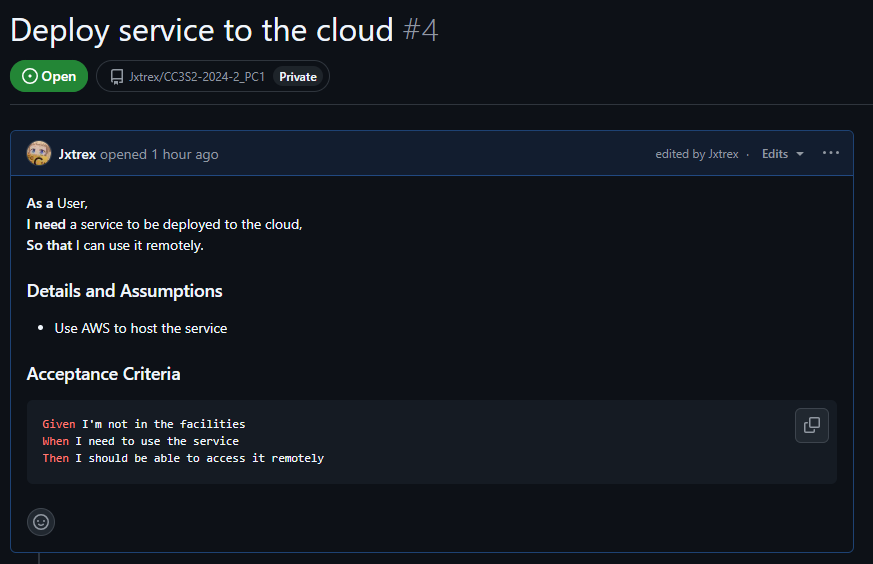 Deploy service to the cloud #4
Open Jxtrex/CC3S2-2024-2_PC1 Private
Jxtrex opened 1 hour ago edited by Jxtrex · Edits
As a User,
I need a service to be deployed to the cloud,
So that I can use it remotely.
Details and Assumptions
• Use AWS to host the service
Acceptance Criteria
Given I'm not in the facilities
When I need to use the service
Then I should be able to access it remotely